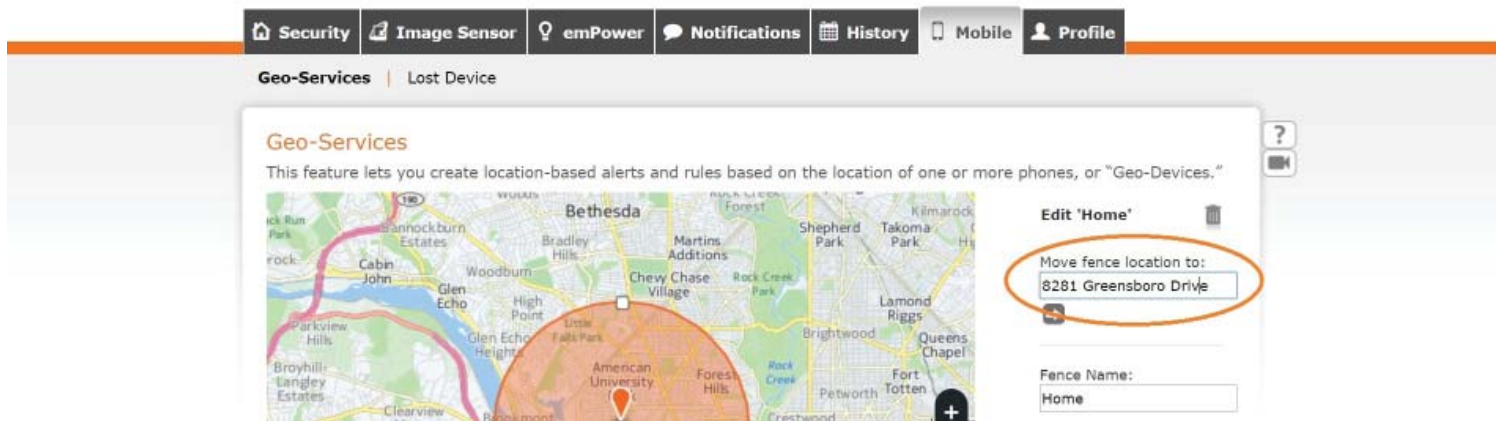 Security Image Sensor emPower Notifications History Mobile Profile
Geo-Services | Lost Device
Geo-Services
?
This feature lets you create location-based alerts and rules based on the location of one or more phones, or “Geo-Devices.”
190
Bethesda
Forest
Kilmarock
Park
Bannockburn
Estates
Bradley
Hills
Martins
Additions
Shepherd
Park
Takoma
Park
Edit 'Home'
Cabin
John
Woodburn
Chevy Chase
Village
Rock Creek
Park
Move fence location to:
8281 Greensboro Drive
Glen
Echo
High
Point
Lamond
Riggs
Parkview
Hills
Glen Echo
Heights
Little
Falls Park
Brightwood
Queens
Chapel
Broyhill
Langley
Estates
American
University
Forest
Hills
Rock
Creek
Petworth
Fort
Totten
Fence Name:
Home
Clearview
Brookmont
Crestwood
+